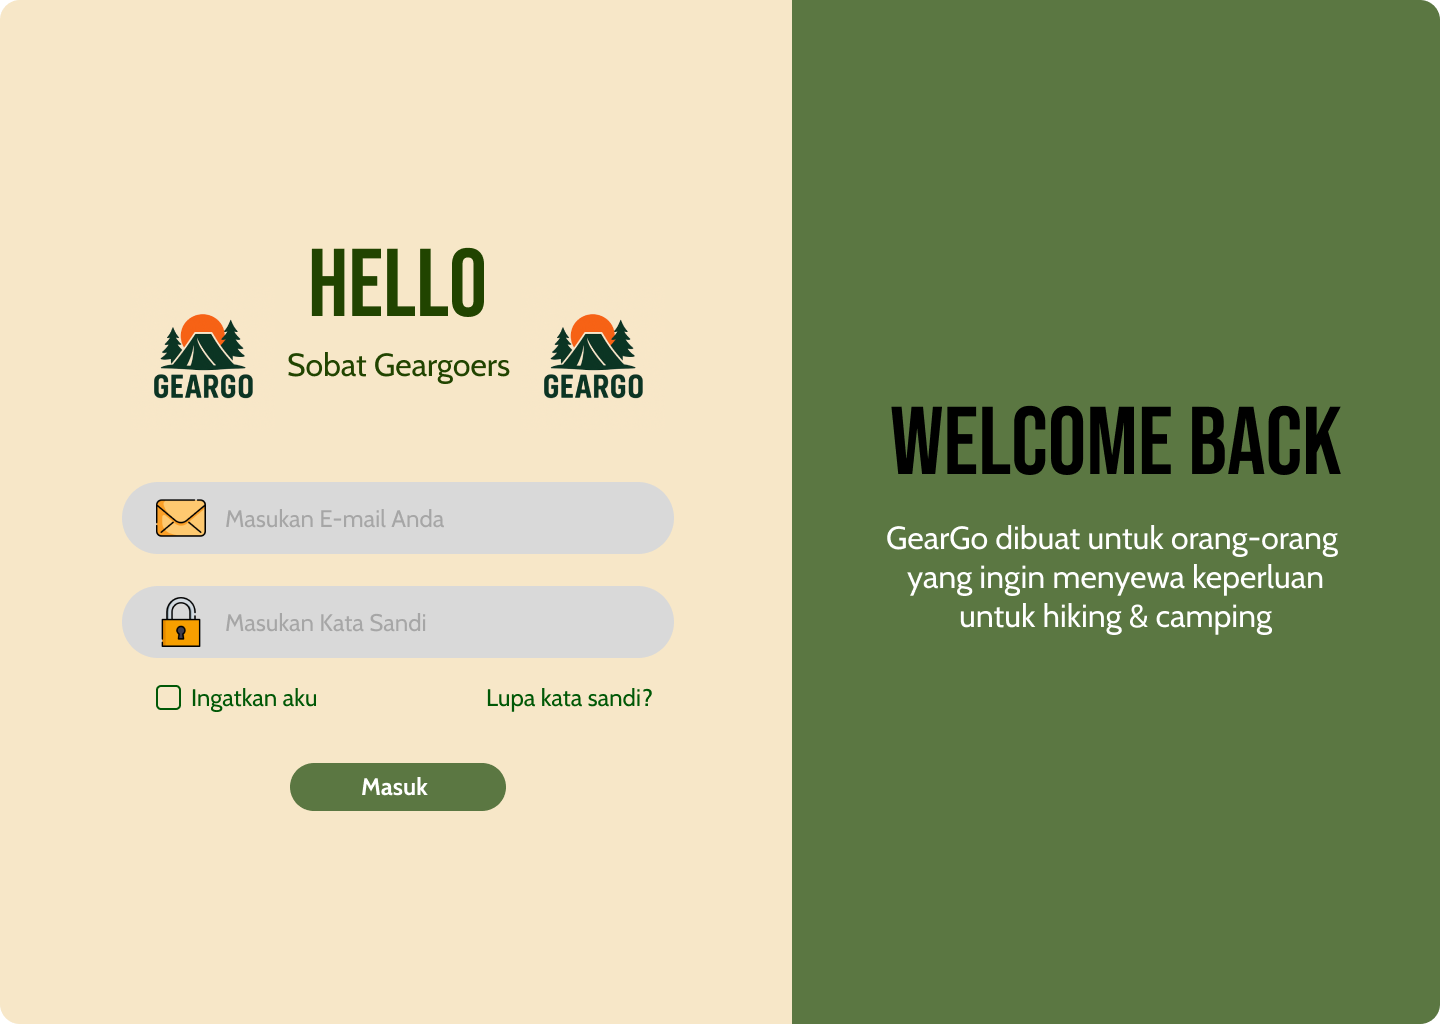 HELLO
GEARGO
Sobat Geargoers
GEARGO
Masukan E-mail Anda
Masukan Kata Sandi
Ingatkan aku
Lupa kata sandi?
Masuk
WELCOME BACK
GearGo dibuat untuk orang-orang
yang ingin menyewa keperluan
untuk hiking & camping